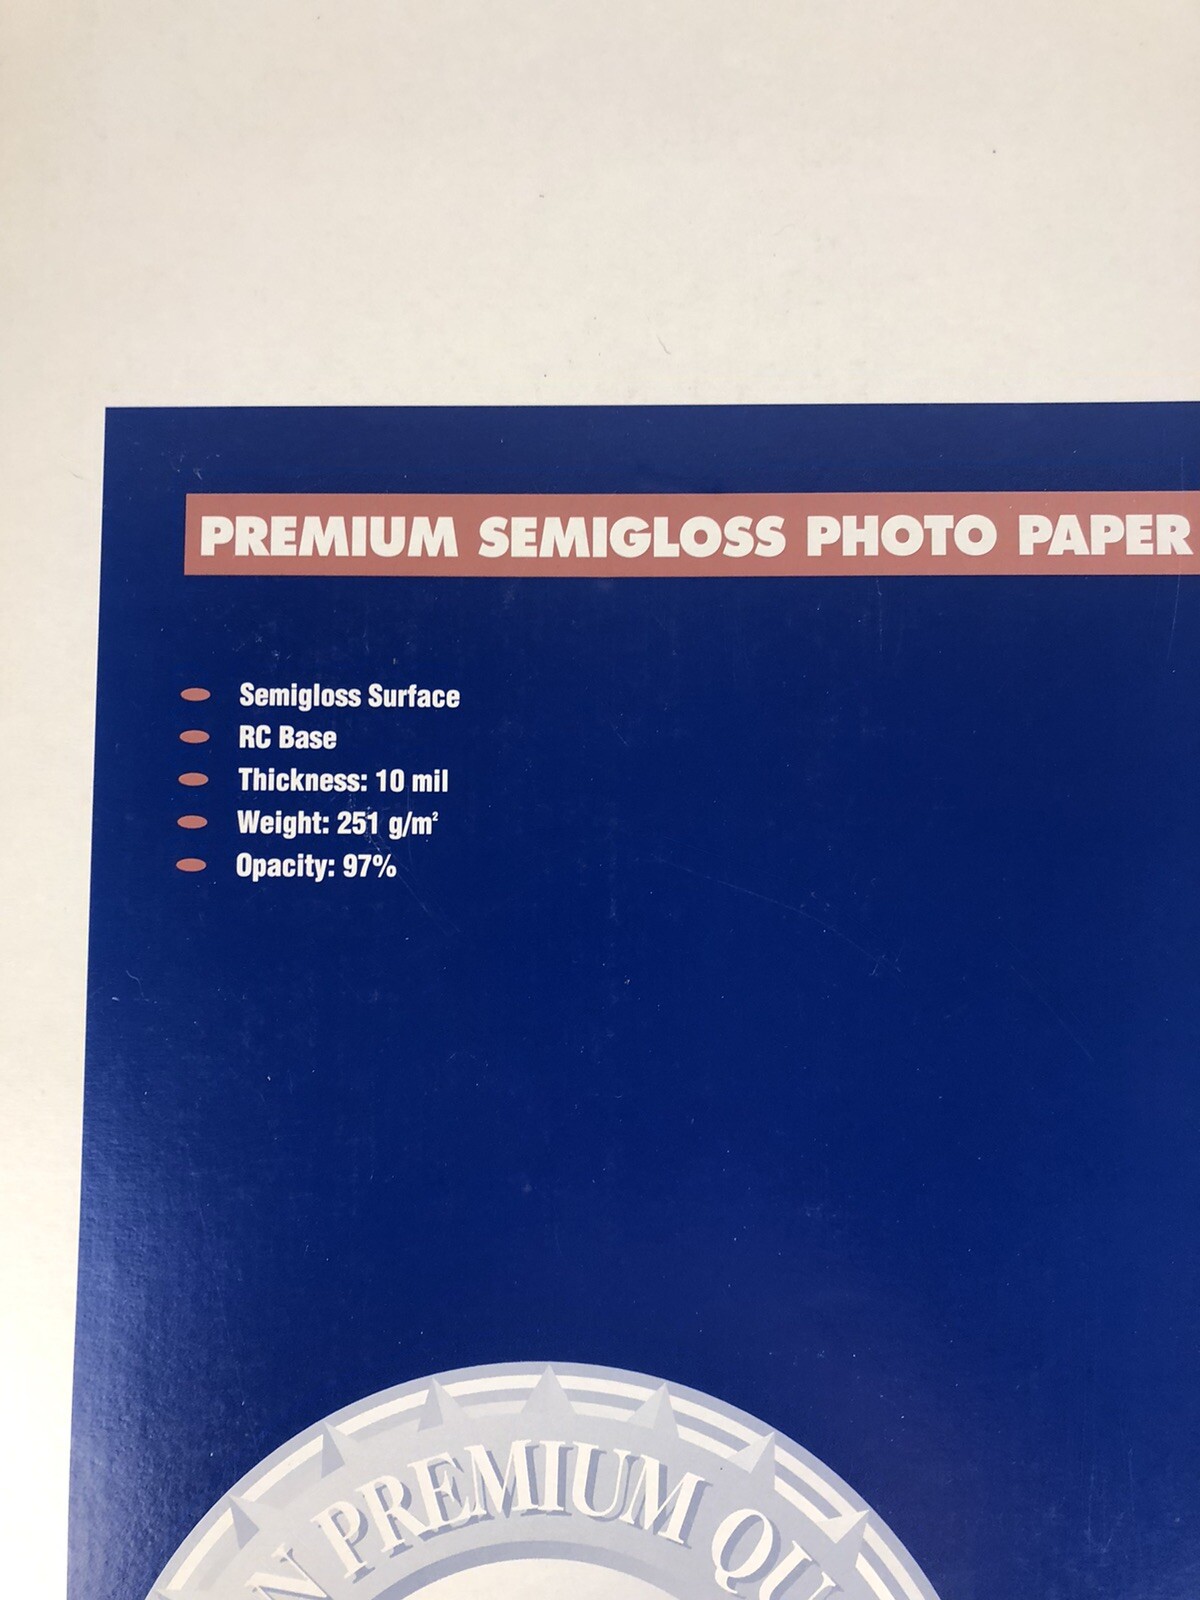 PREMIUM SEMIGLOSS PHOTO PAPER
Semigloss Surface
RC Base
Thickness: 10 mil
Weight: 251 g/m²
Opacity: 97%
PREMIUM